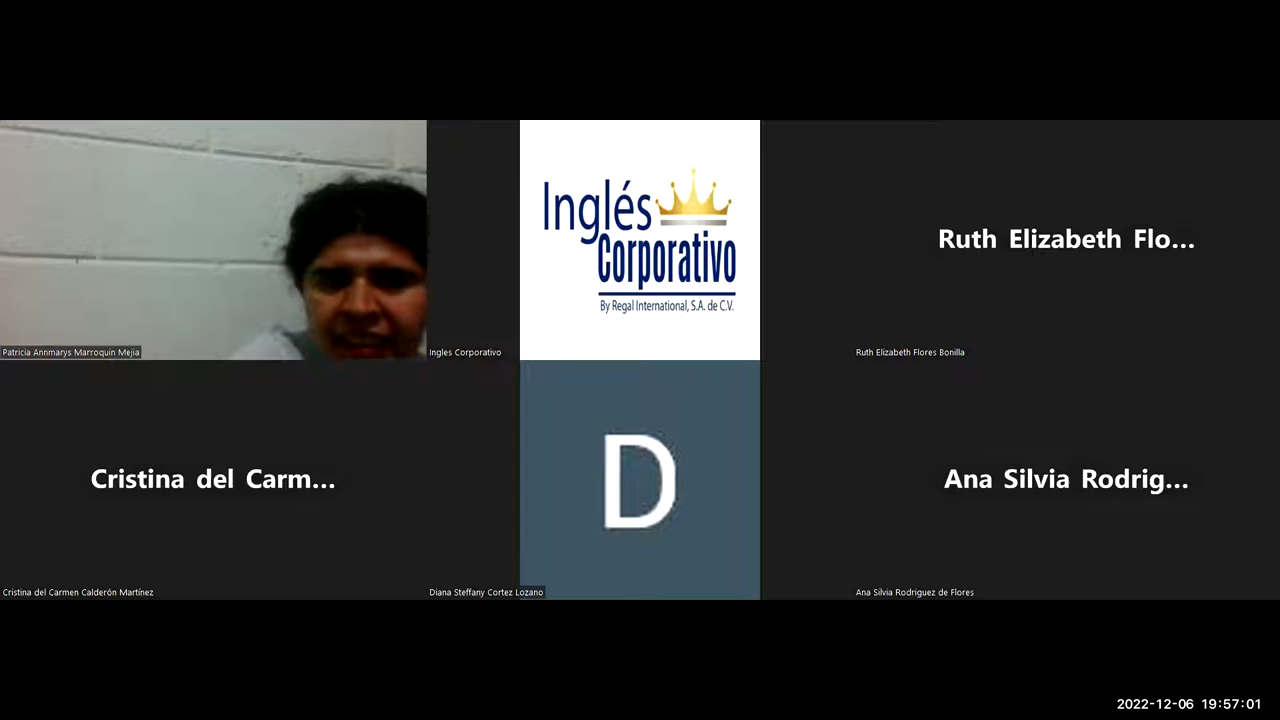 Inglés
Corporativo
By Regal International, S.A. de C.V.
Ruth Elizabeth Flo...
Patricia Annmarys Marroquin Mejia
Ingles Corporativo
Ruth Elizabeth Flores Bonilla
Cristina del Carm...
D
Ana Silvia Rodrig...
Cristina del Carmen Calderón Martínez
Diana Steffany Cortez Lozano
Ana Silvia Rodriguez de Flores
2022-12-06 19:57:01